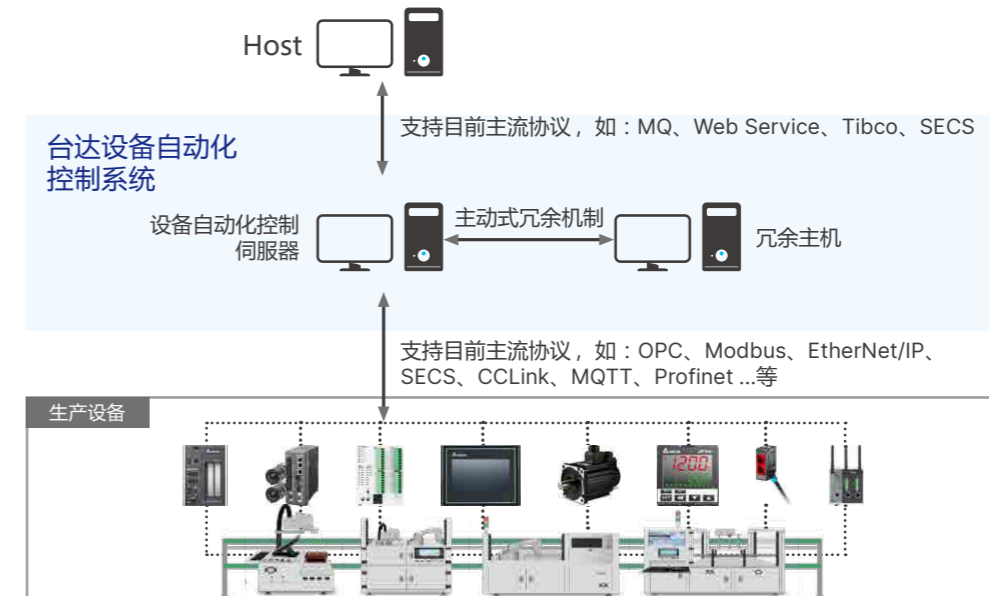 Host
支持目前主流协议，如：MQ、Web Service、Tibco、SECS
台达设备自动化
控制系统
设备自动化控制
伺服器
主动式冗余机制
冗余主机
支持目前主流协议，如：OPC、Modbus、EtherNet/IP、
SECS、CCLink、MQTT、Profinet ...等
生产设备
1200